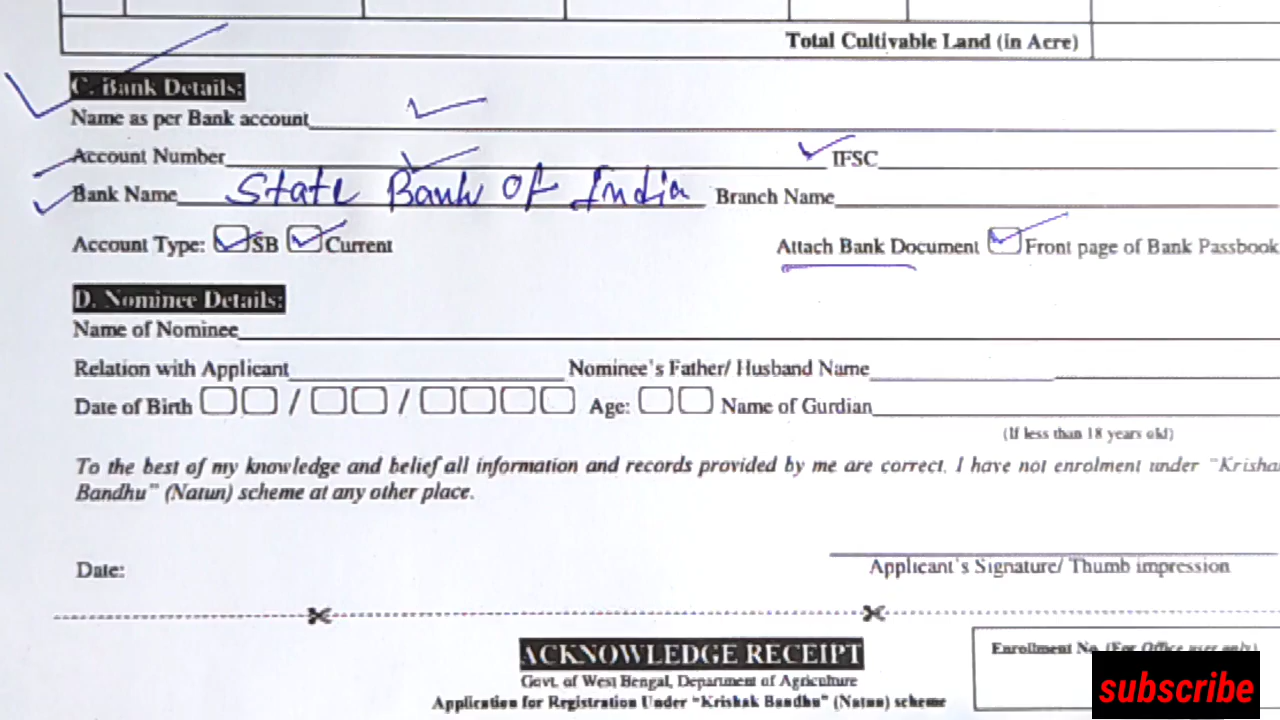 Total Cultivable Land (in Acre)
C. Bank Details:
Name as per Bank account
Account Number IFSC
Bank Name State Bank Of India Branch Name
Account Type: SB Current Attach Bank Document Front page of Bank Passbook
D. Nominee Details:
Name of Nominee
Relation with Applicant Nominee's Father/ Husband Name
Date of Birth / / Age: Name of Gurdian
(If less than 18 years old)
To the best of my knowledge and belief all information and records provided by me are correct. I have not enrolment under "Krisha
Bandhu" (Natun) scheme at any other place.
Date: Applicant's Signature/ Thumb impression
ACKNOWLEDGE RECEIPT
Enrollment No. (For Office user only)
Govt. of West Bengal, Department of Agriculture
Application for Registration Under "Krishak Bandhu" (Natun) scheme
subscribe